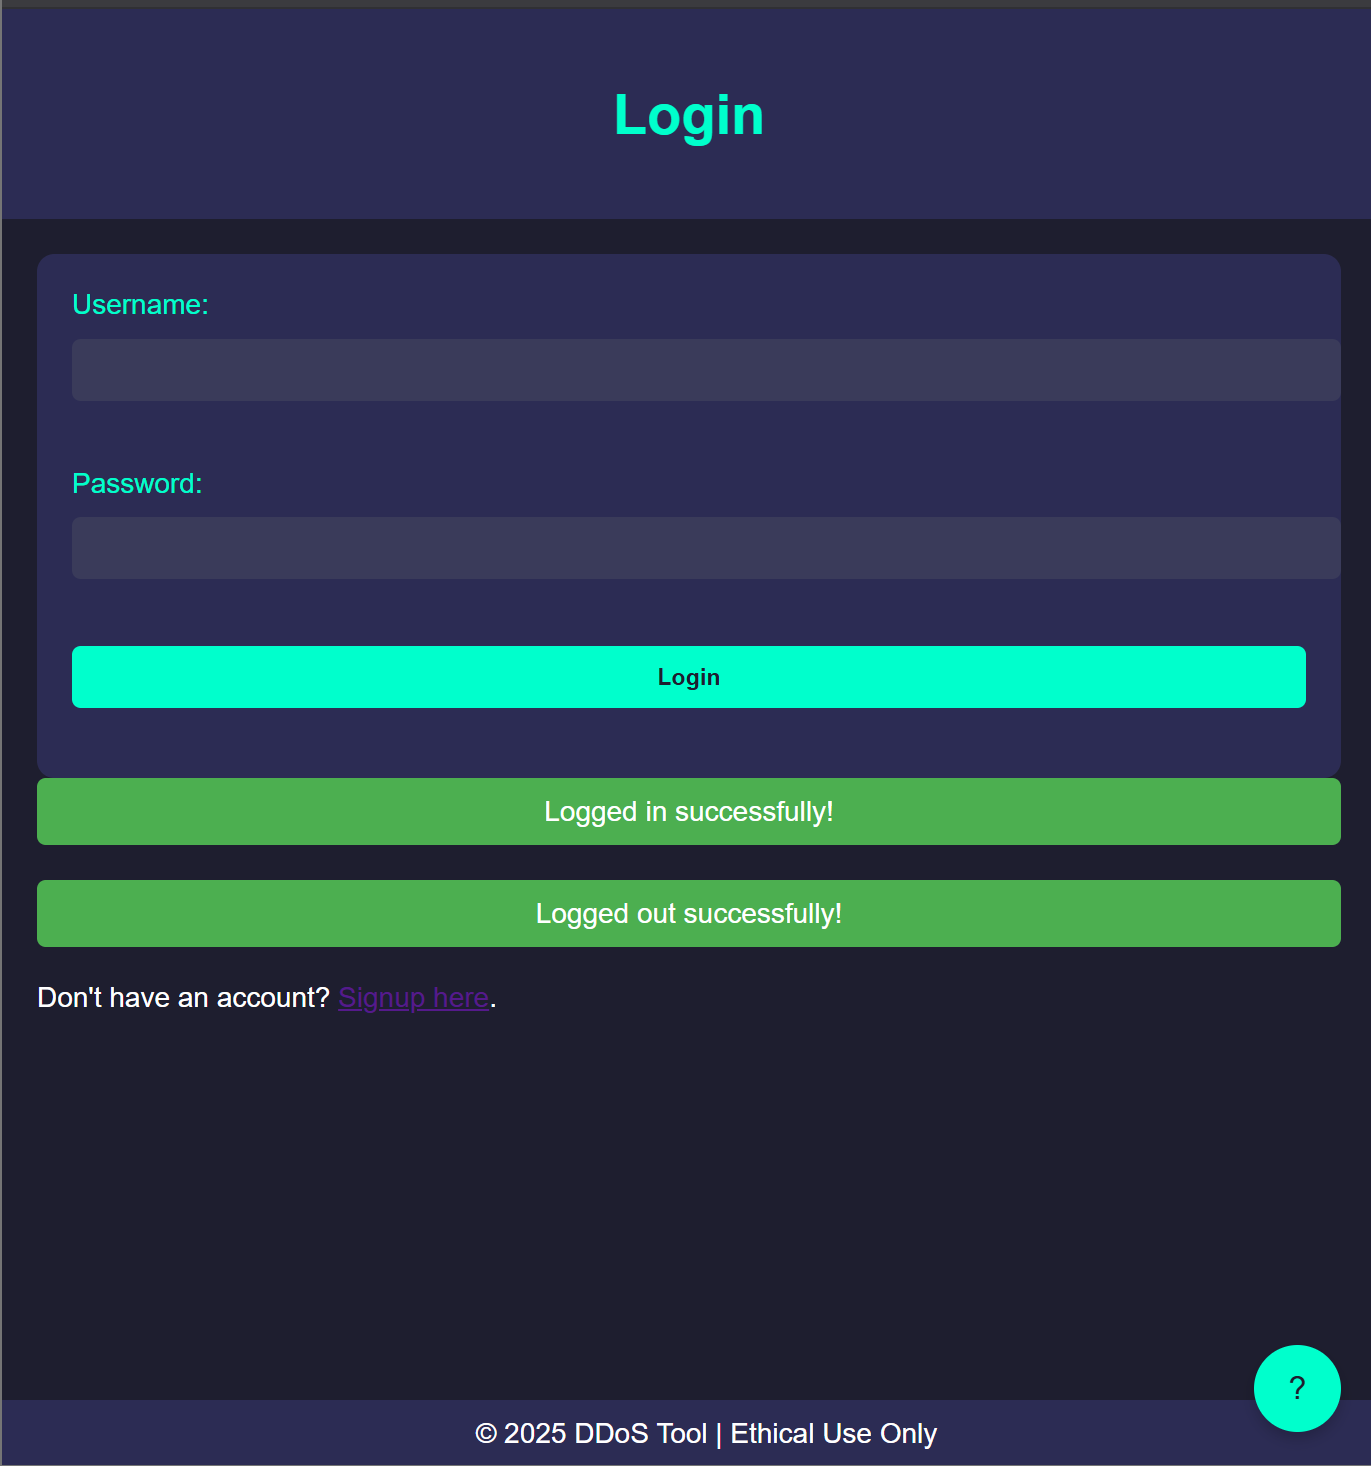 Login
Username:
Password:
Login
Logged in successfully!
Logged out successfully!
Don't have an account? Signup here.
?
© 2025 DDoS Tool | Ethical Use Only